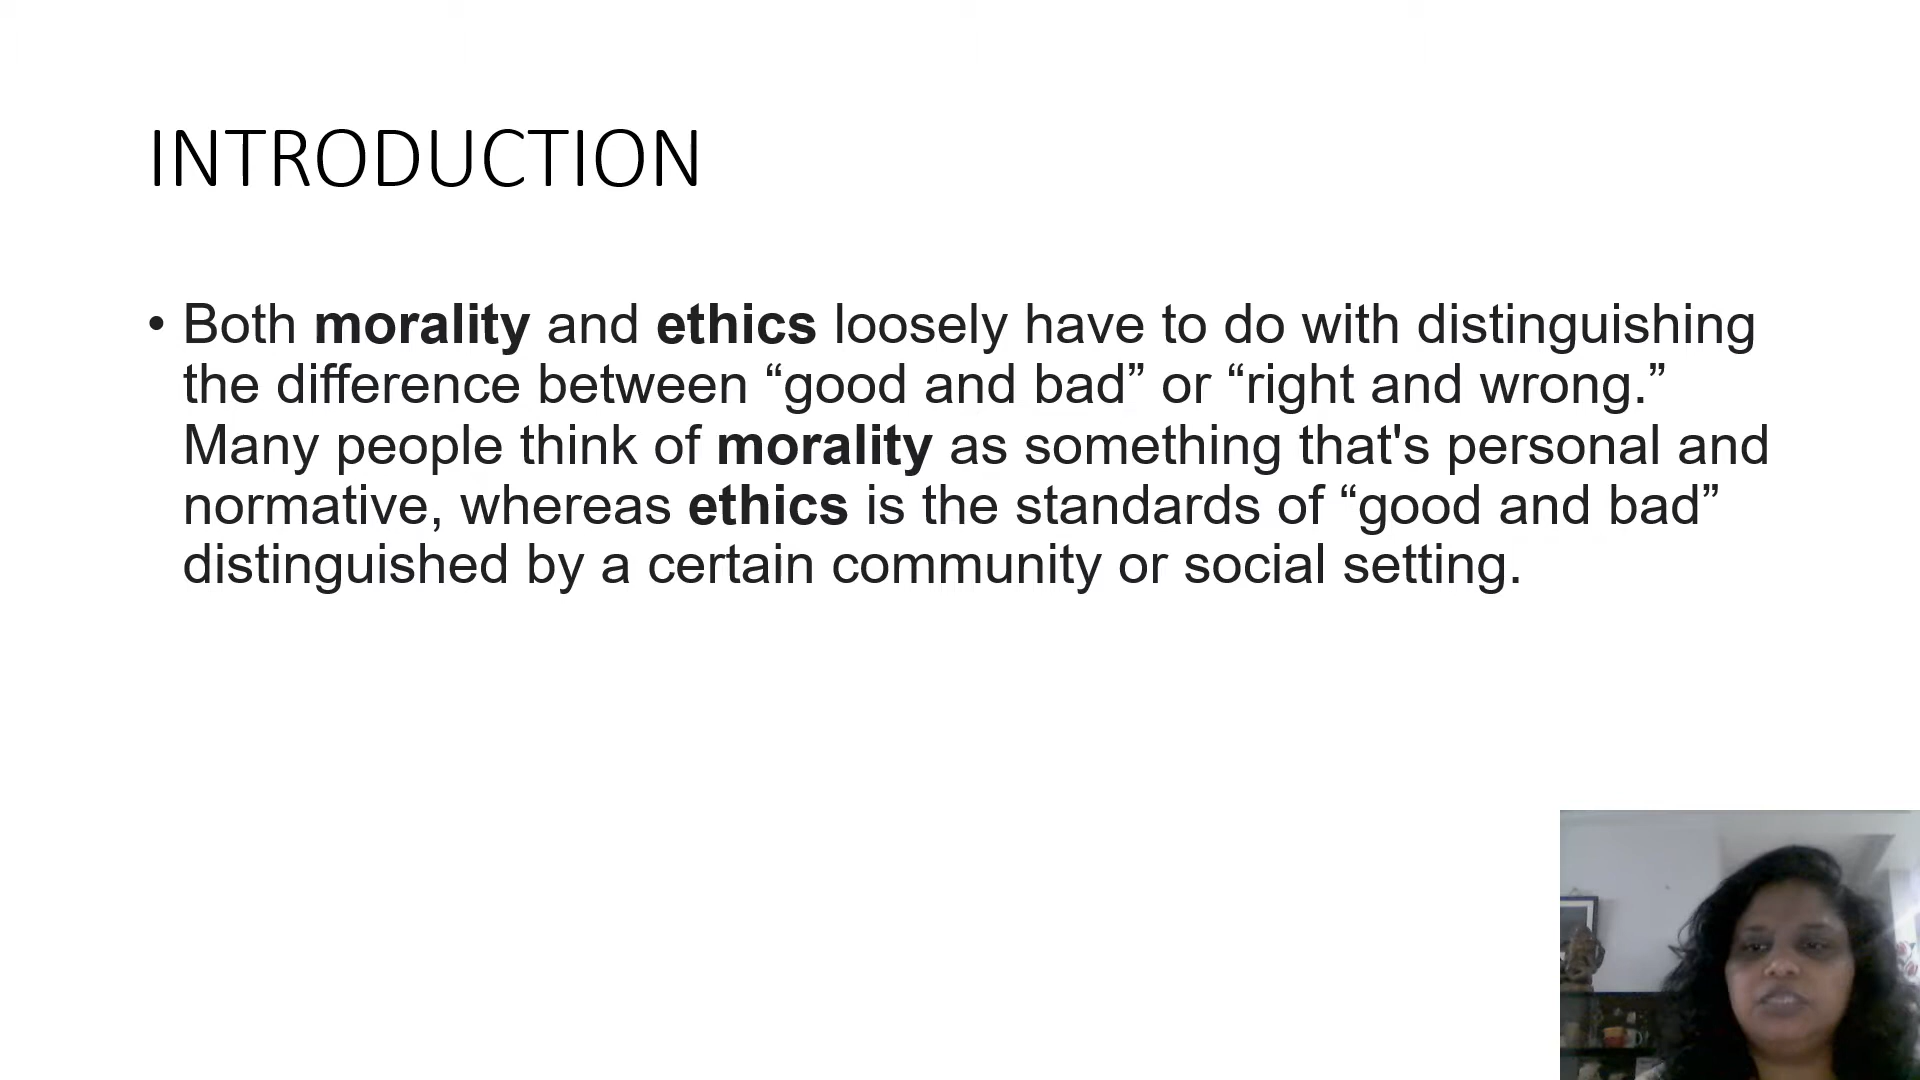 INTRODUCTION
• Both morality and ethics loosely have to do with distinguishing
the difference between “good and bad” or “right and wrong.”
Many people think of morality as something that's personal and
normative, whereas ethics is the standards of “good and bad”
distinguished by a certain community or social setting.